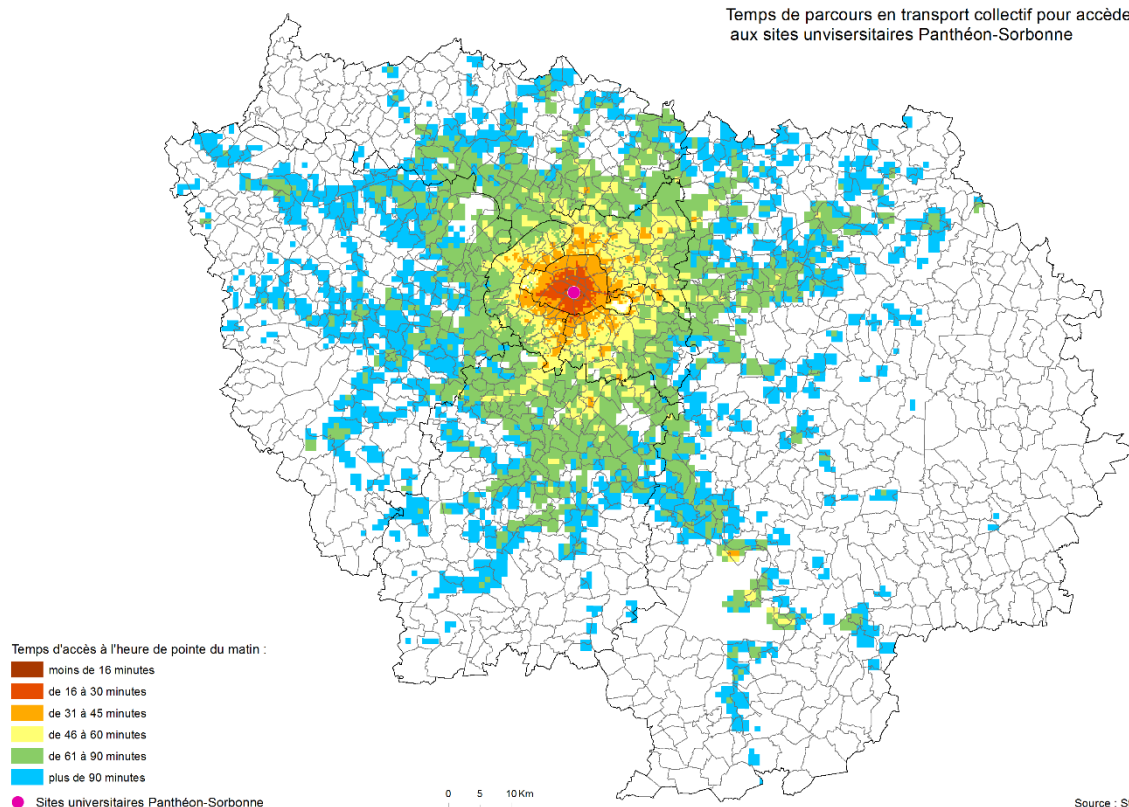 Temps de parcours en transport collectif pour accède
aux sites unviversitaires Panthéon-Sorbonne
Temps d'accès à l'heure de pointe du matin :
moins de 16 minutes
de 16 à 30 minutes
de 31 à 45 minutes
de 46 à 60 minutes
de 61 à 90 minutes
plus de 90 minutes
Sites universitaires Panthéon-Sorbonne
0 5 10 Km
Source :